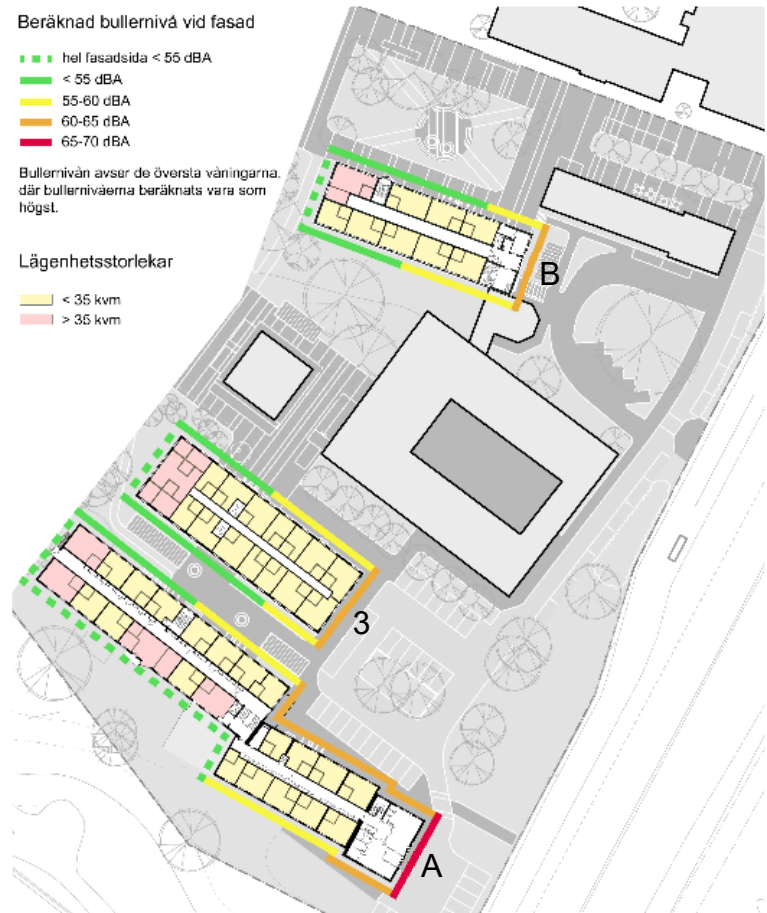 Beräknad bullernivå vid fasad
hel fasadsida < 55 dBA
< 55 dBA
55-60 dBA
60-65 dBA
65-70 dBA
Bullernivån avser de översta våningarna,
där bullernivåerna beräknats vara som
högst.
Lägenhetsstorlekar
< 35 kvm
> 35 kvm
B
3
A